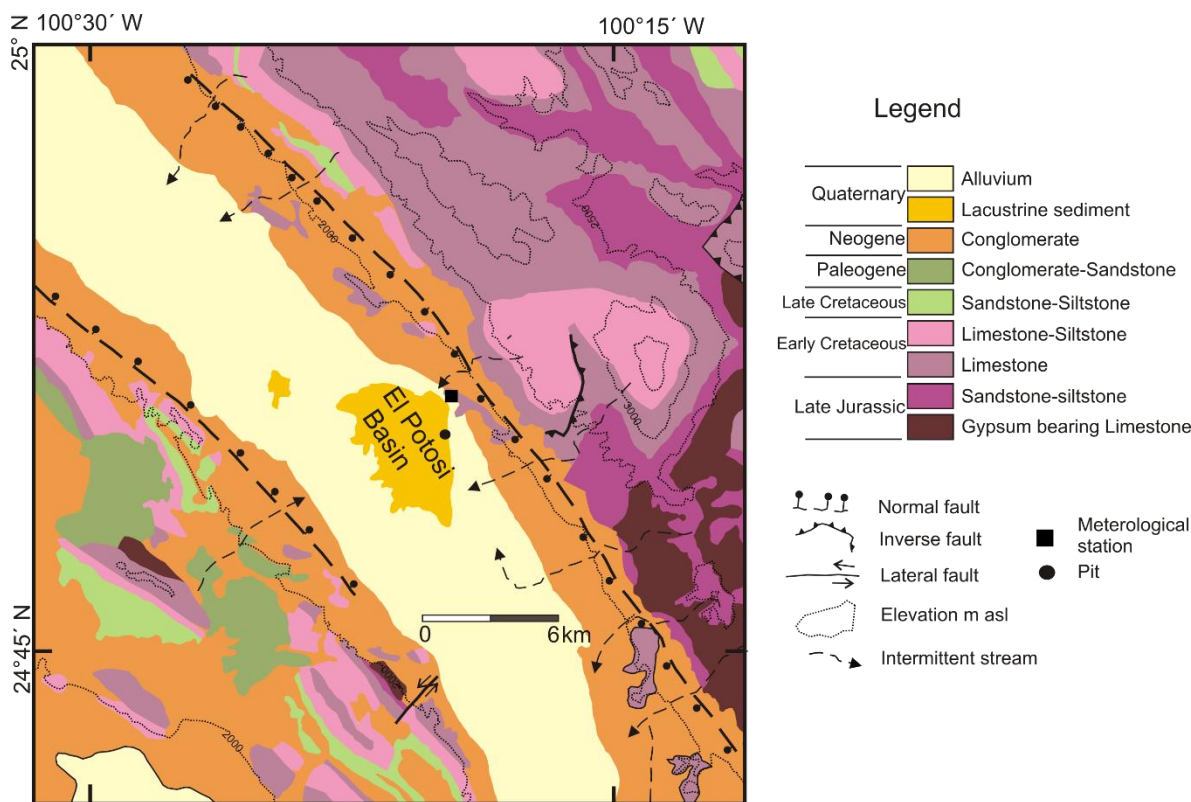 100°30´ W
100°15´ W
25° N
24°45´ N
2000
2500
3000
El Potosi
Basin
0
6 km
2000
Legend
Quaternary
Alluvium
Lacustrine sediment
Neogene
Conglomerate
Paleogene
Conglomerate-Sandstone
Late Cretaceous
Sandstone-Siltstone
Early Cretaceous
Limestone-Siltstone
Limestone
Late Jurassic
Sandstone-siltstone
Gypsum bearing Limestone
Normal fault
Inverse fault
Lateral fault
Elevation m asl
Intermittent stream
Meterological
station
Pit